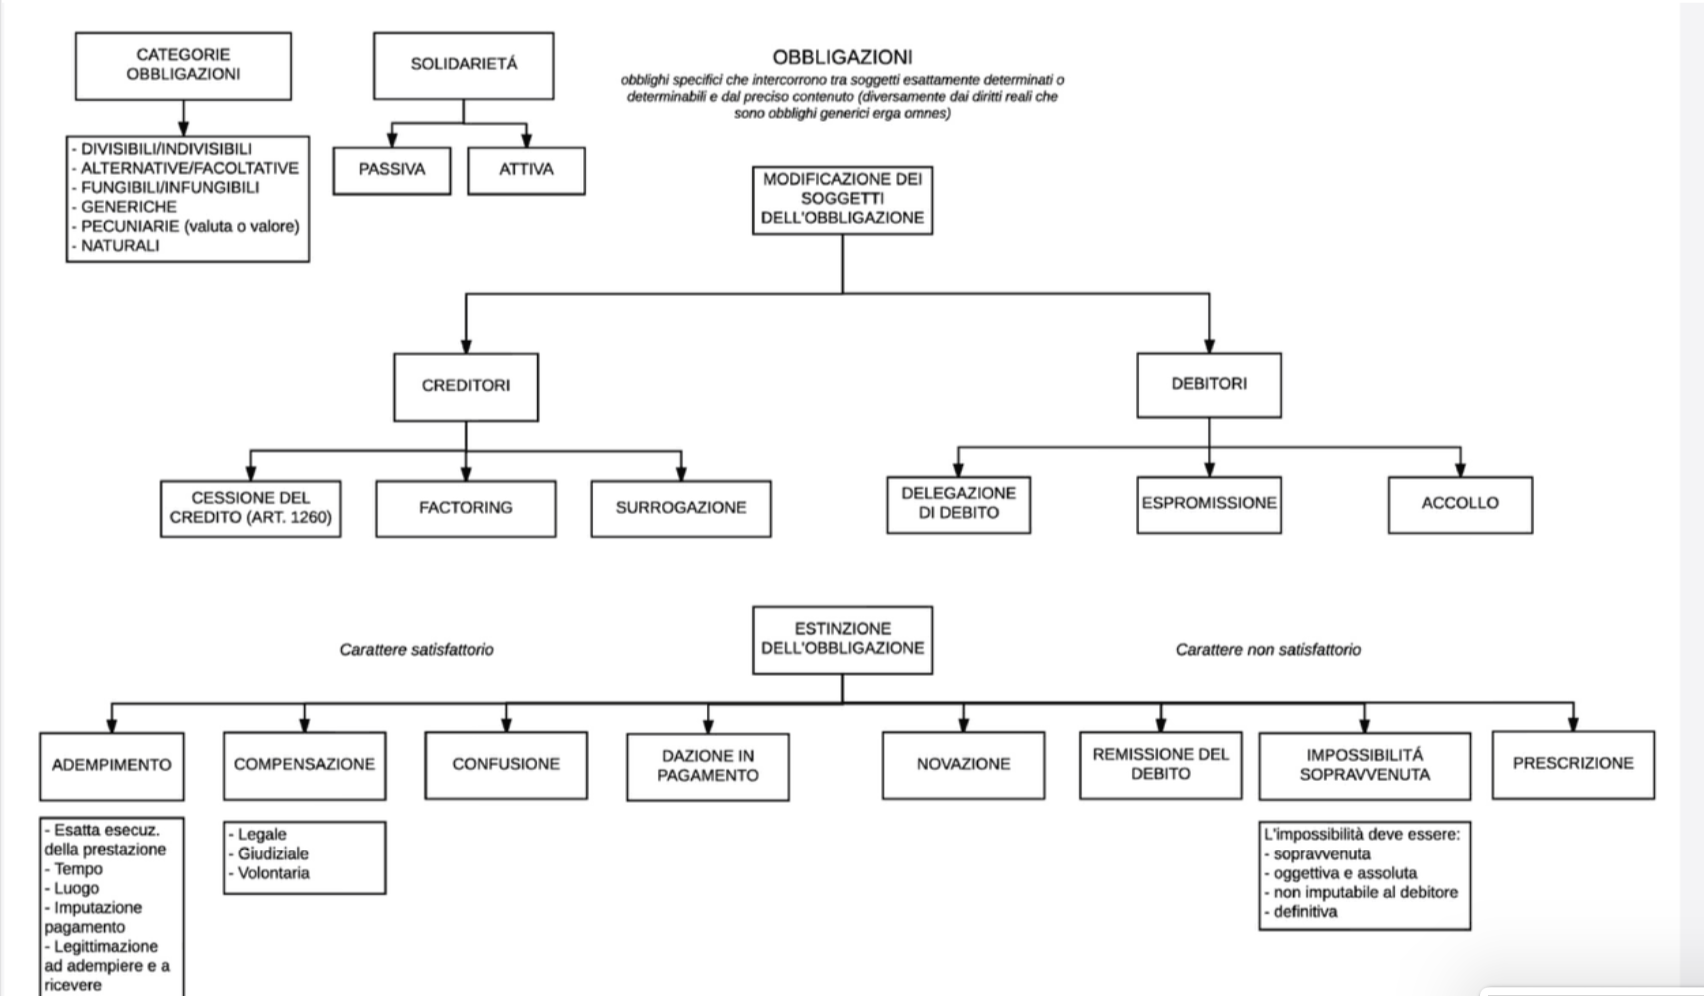 CATEGORIE
OBBLIGAZIONI
- DIVISIBILI/INDIVISIBILI
- ALTERNATIVE/FACOLTATIVE
- FUNGIBILI/INFUNGIBILI
- GENERICHE
- PECUNIARIE (valuta o valore)
- NATURALI
SOLIDARIETÁ
PASSIVA
ATTIVA
OBBLIGAZIONI
obblighi specifici che intercorrono tra soggetti esattamente determinati o
determinabili e dal preciso contenuto (diversamente dai diritti reali che
sono obblighi generici erga omnes)
MODIFICAZIONE DEI
SOGGETTI
DELL'OBBLIGAZIONE
CREDITORI
DEBITORI
CESSIONE DEL
CREDITO (ART. 1260)
FACTORING
SURROGAZIONE
DELEGAZIONE
DI DEBITO
ESPROMISSIONE
ACCOLLO
ESTINZIONE
DELL'OBBLIGAZIONE
Carattere satisfattorio
Carattere non satisfattorio
ADEMPIMENTO
COMPENSAZIONE
CONFUSIONE
DAZIONE IN
PAGAMENTO
NOVAZIONE
REMISSIONE DEL
DEBITO
IMPOSSIBILITÁ
SOPRAVVENUTA
PRESCRIZIONE
- Esatta esecuz.
della prestazione
- Tempo
- Luogo
- Imputazione
pagamento
- Legittimazione
ad adempiere e a
ricevere
- Legale
- Giudiziale
- Volontaria
L'impossibilità deve essere:
- sopravvenuta
- oggettiva e assoluta
- non imputabile al debitore
- definitiva